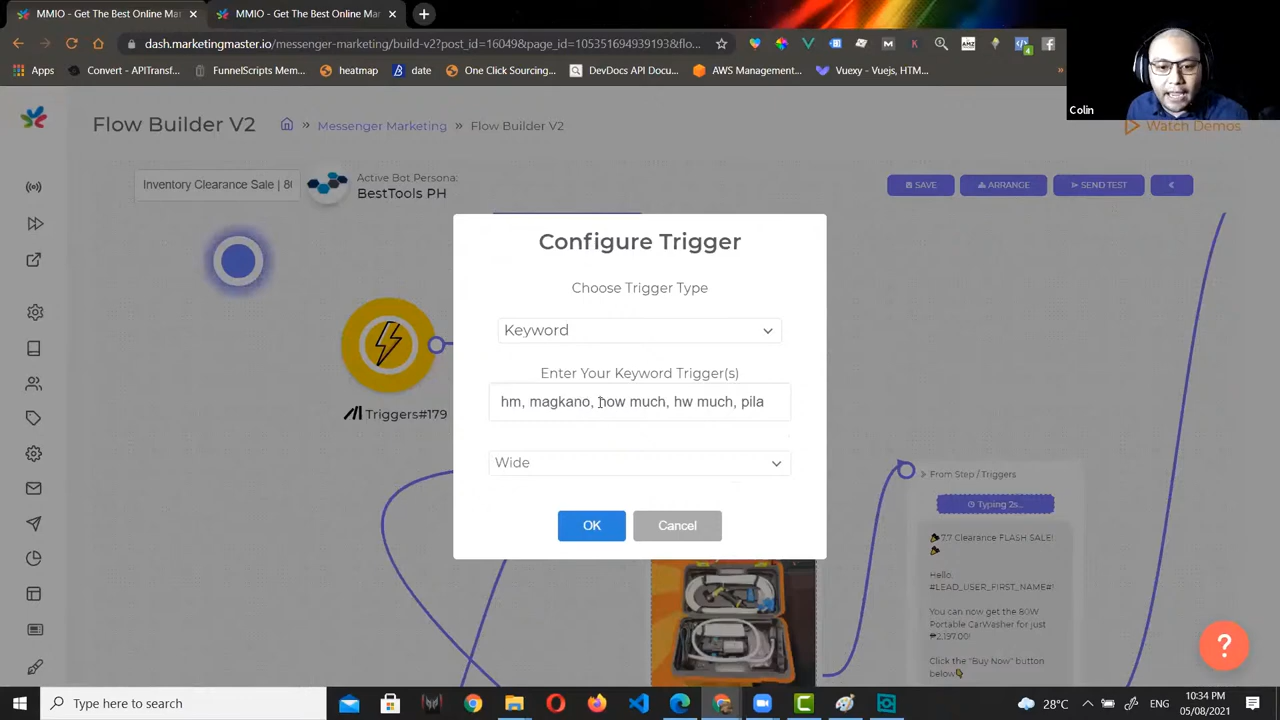 MMIO - Get The Best Online Mar
MMIO - Get The Best Online Mar
dash.marketingmaster.io/messenger-marketing/build-v2?post_id=16049&page_id=105351694939193&flo...
Apps
Convert - APITransf...
FunnelScripts Mem...
heatmap
date
Click Sourcing
DevDocs API Docu...
AWS Management...
Vuexy - Vuejs, HTM...
Colin
Flow Builder V2
Messenger Marketing » Flow Builder V2
Watch Demos
Inventory Clearance Sale | 80
Active Bot Persona:
BestTools PH
SAVE
ARRANGE
SEND TEST
Configure Trigger
Choose Trigger Type
Keyword
Enter Your Keyword Trigger(s)
hm, magkano, how much, hw much, pila
Wide
OK
Cancel
Triggers#179
From Step / Triggers
Typing 2s...
7.7 Clearance FLASH SALE!
Hello,
#LEAD_USER_FIRST_NAME#!
You can now get the 80W
Portable CarWasher for just
₱2,197.00!
Click the "Buy Now" button
below
?
Type here to search
28°C
ENG
10:34 PM
05/08/2021